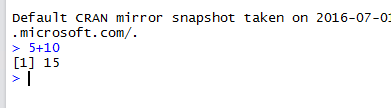 Default CRAN mirror snapshot taken on 2016-07-01
.microsoft.com/.
> 5+10
[1] 15
>